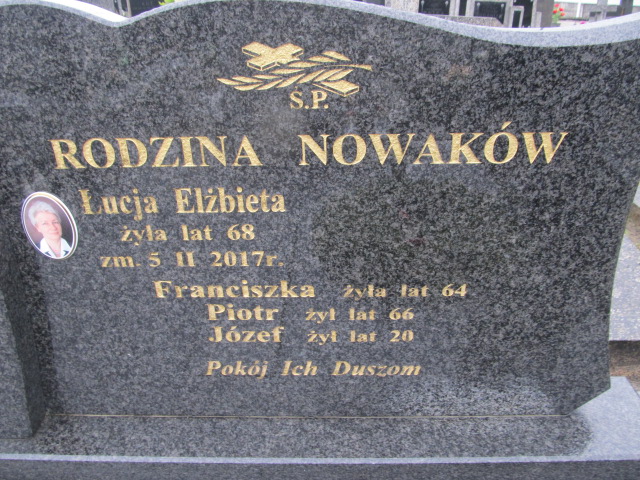 Ś.P.
RODZINA NOWAKÓW
Łucja Elżbieta
żyła lat 68
zm. 5 II 2017r.
Franciszka żyła lat 64
Piotr żył lat 66
Józef żył lat 20
Pokój Ich Duszom